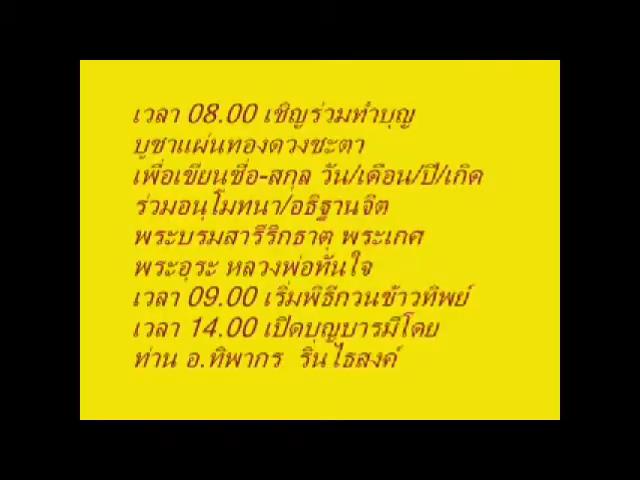 เวลา 08.00 เชิญร่วมทำบุญ
บูชาแผ่นทองดวงชะตา
เพื่อเขียนชื่อ-สกุล วัน/เดือน/ปี/เกิด
ร่วมอนุโมทนา/อธิฐานจิต
พระบรมสารีริกธาตุ พระเกศ
พระอุระ หลวงพ่อทันใจ
เวลา 09.00 เริ่มพิธีกวนข้าวทิพย์
เวลา 14.00 เปิดบุญบารมีโดย
ท่าน อ.ทิพากร รินไธสงค์